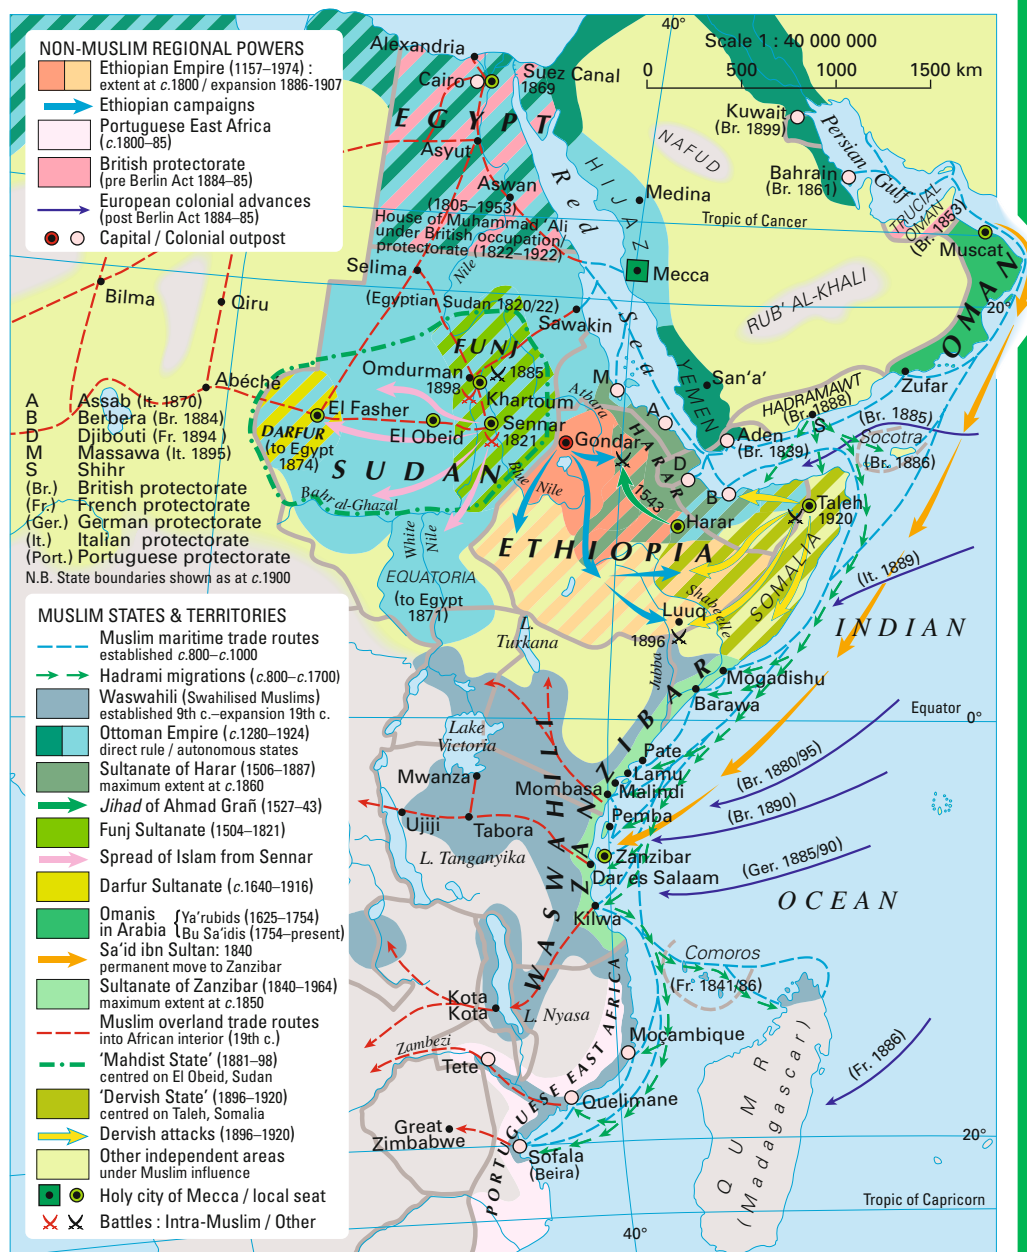 NON-MUSLIM REGIONAL POWERS
Ethiopian Empire (1157–1974) :
extent at c.1800 / expansion 1886-1907
Ethiopian campaigns
Portuguese East Africa
(c.1800–85)
British protectorate
(pre Berlin Act 1884–85)
European colonial advances
(post Berlin Act 1884–85)
Capital / Colonial outpost
40°
Scale 1 : 40 000 000
0 500 1000 1500 km
Alexandria
Cairo
Suez Canal
1869
EGYPT
Asyut
Aswan
(1805–1953)
House of Muhammad 'Ali
under British occupation/
protectorate (1822–1922)
Selima
Nile
(Egyptian Sudan 1820/22)
Sawakin
Red Sea
HIJAZ
Medina
Mecca
NAFUD
Kuwait
(Br. 1899)
Persian Gulf
Bahrain
(Br. 1861)
Tropic of Cancer
TRUCIAL
OMAN
(Br. 1853)
Muscat
OMAN
RUB' AL-KHALI
20°
Zufar
Bilma
Qiru
Abéché
FUNJ
Omdurman
1898
1885
Khartoum
El Fasher
DARFUR
(to Egypt
1874)
El Obeid
Sennar
1821
SUDAN
Bahr al-Ghazal
Blue Nile
White Nile
Atbara
Gondar
M
A
HARAR
D
1543
Harar
B
YEMEN
San'a'
Aden
(Br. 1839)
HADRAMAWT
(Br. 1888)
S
(Br. 1885)
Socotra
(Br. 1886)
Taleh
1920
SOMALIA
ETHIOPIA
Shabeelle
Luuq
1896
Jubba
EQUATORIA
(to Egypt
1871)
L.
Turkana
(It. 1889)
INDIAN
OCEAN
A Assab (It. 1870)
B Berbera (Br. 1884)
D Djibouti (Fr. 1894 )
M Massawa (It. 1895)
S Shihr
(Br.) British protectorate
(Fr.) French protectorate
(Ger.) German protectorate
(It.) Italian protectorate
(Port.) Portuguese protectorate
N.B. State boundaries shown as at c.1900
MUSLIM STATES & TERRITORIES
Muslim maritime trade routes
established c.800–c.1000
Hadrami migrations (c.800–c.1700)
Waswahili (Swahilised Muslims)
established 9th c.–expansion 19th c.
Ottoman Empire (c.1280–1924)
direct rule / autonomous states
Sultanate of Harar (1506–1887)
maximum extent at c.1860
Jihad of Ahmad Grañ (1527–43)
Funj Sultanate (1504–1821)
Spread of Islam from Sennar
Darfur Sultanate (c.1640–1916)
Omanis
in Arabia
{Ya'rubids (1625–1754)
Bu Sa'idis (1754–present)
Sa'id ibn Sultan: 1840
permanent move to Zanzibar
Sultanate of Zanzibar (1840–1964)
maximum extent at c.1850
Muslim overland trade routes
into African interior (19th c.)
'Mahdist State' (1881–98)
centred on El Obeid, Sudan
'Dervish State' (1896–1920)
centred on Taleh, Somalia
Dervish attacks (1896–1920)
Other independent areas
under Muslim influence
Holy city of Mecca / local seat
Battles : Intra-Muslim / Other
Mogadishu
Barawa
Equator 0°
Lake
Victoria
Mwanza
WASWAHILI
ZANZIBAR
Pate
Lamu
Mombasa
Malindi
Pemba
(Br. 1880/95)
(Br. 1890)
Ujiji
Tabora
L. Tanganyika
Zanzibar
Dar es Salaam
(Ger. 1885/90)
Kilwa
Comoros
(Fr. 1841/86)
Kota
Kota
L. Nyasa
Zambezi
Tete
Moçambique
(Fr. 1886)
PORTUGUESE EAST AFRICA
Quelimane
Great
Zimbabwe
Sofala
(Beira)
QUMR
(Madagascar)
20°
Tropic of Capricorn
40°